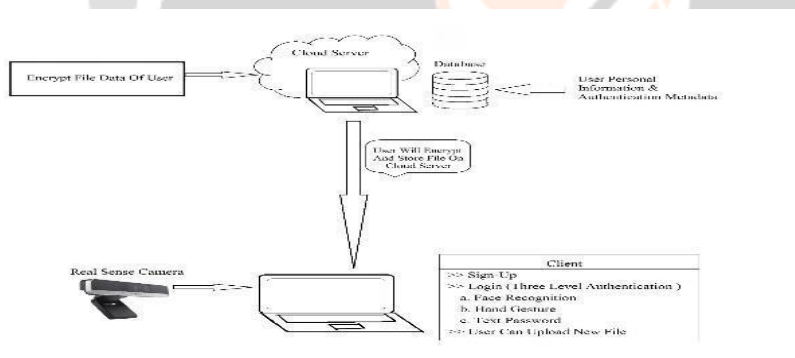 Cloud Server
Encrypt File Data Of User
Database
User Personal
Information &
Authentication Metadata
User Will Encrypt
And Store File On
Cloud Server
Real Sense Camera
Client
>> Sign-Up
>> Login (Three Level Authentication )
a. Face Recognition
b. Hand Gesture
c. Text Password
>> User Can Upload New File